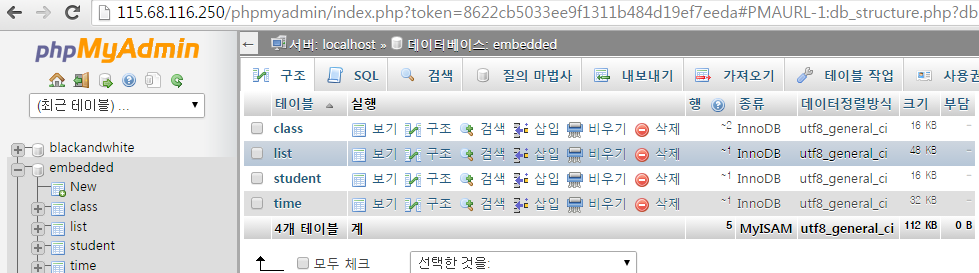 115.68.116.250/phpmyadmin/index.php?token=8622cb5033ee9f1311b484d19ef7eeda#PMAURL-1:db_structure.php?db
phpMyAdmin
(최근 테이블) ...
blackandwhite
embedded
New
class
list
student
time
서버: localhost » 데이터베이스: embedded
구조 SQL 검색 질의 마법사 내보내기 가져오기 테이블 작업 사용권
테이블 실행 행 종류 데이터정렬방식 크기 부담
class 보기 구조 검색 삽입 비우기 삭제 ~2 InnoDB utf8_general_ci 16 KB -
list 보기 구조 검색 삽입 비우기 삭제 ~1 InnoDB utf8_general_ci 48 KB -
student 보기 구조 검색 삽입 비우기 삭제 ~1 InnoDB utf8_general_ci 16 KB -
time 보기 구조 검색 삽입 비우기 삭제 ~1 InnoDB utf8_general_ci 32 KB -
4개 테이블 계 5 MyISAM utf8_general_ci 112 KB 0 B
모두 체크 선택한 것을: